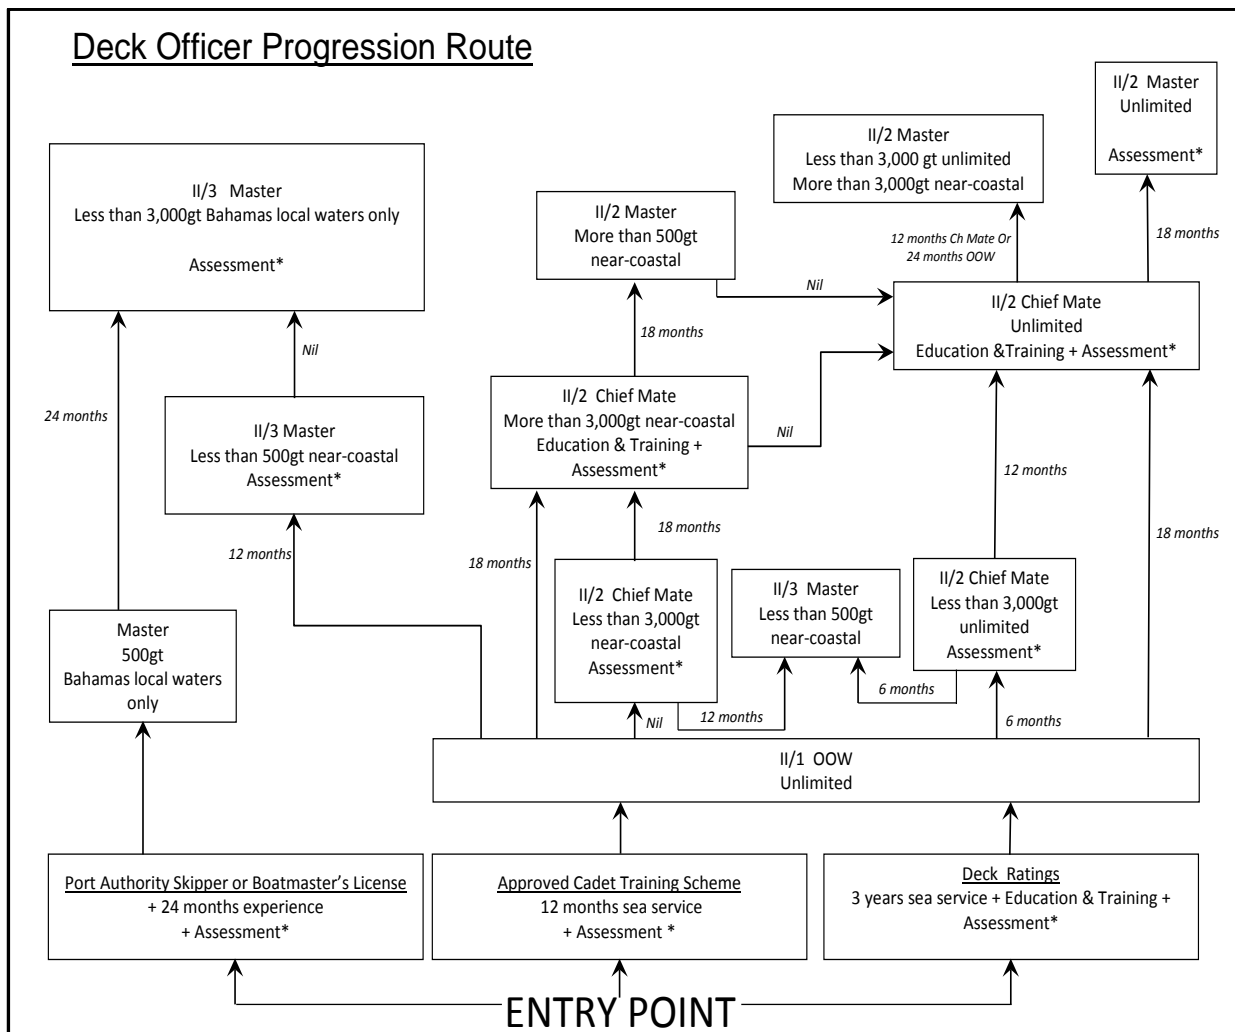 Deck Officer Progression Route
II/2 Master
Unlimited
Assessment*
II/2 Master
Less than 3,000 gt unlimited
More than 3,000gt near-coastal
II/3 Master
Less than 3,000gt Bahamas local waters only
Assessment*
II/2 Master
More than 500gt
near-coastal
12 months Ch Mate Or
24 months OOW
18 months
Nil
II/2 Chief Mate
Unlimited
Education &Training + Assessment*
18 months
Nil
24 months
II/2 Chief Mate
More than 3,000gt near-coastal
Education & Training +
Assessment*
Nil
II/3 Master
Less than 500gt near-coastal
Assessment*
12 months
18 months
12 months
18 months
18 months
II/2 Chief Mate
Less than 3,000gt
near-coastal
Assessment*
II/3 Master
Less than 500gt
near-coastal
II/2 Chief Mate
Less than 3,000gt
unlimited
Assessment*
Master
500gt
Bahamas local waters
only
6 months
Nil
12 months
6 months
II/1 OOW
Unlimited
Port Authority Skipper or Boatmaster's License
+ 24 months experience
+ Assessment*
Approved Cadet Training Scheme
12 months sea service
+ Assessment *
Deck Ratings
3 years sea service + Education & Training +
Assessment*
ENTRY POINT